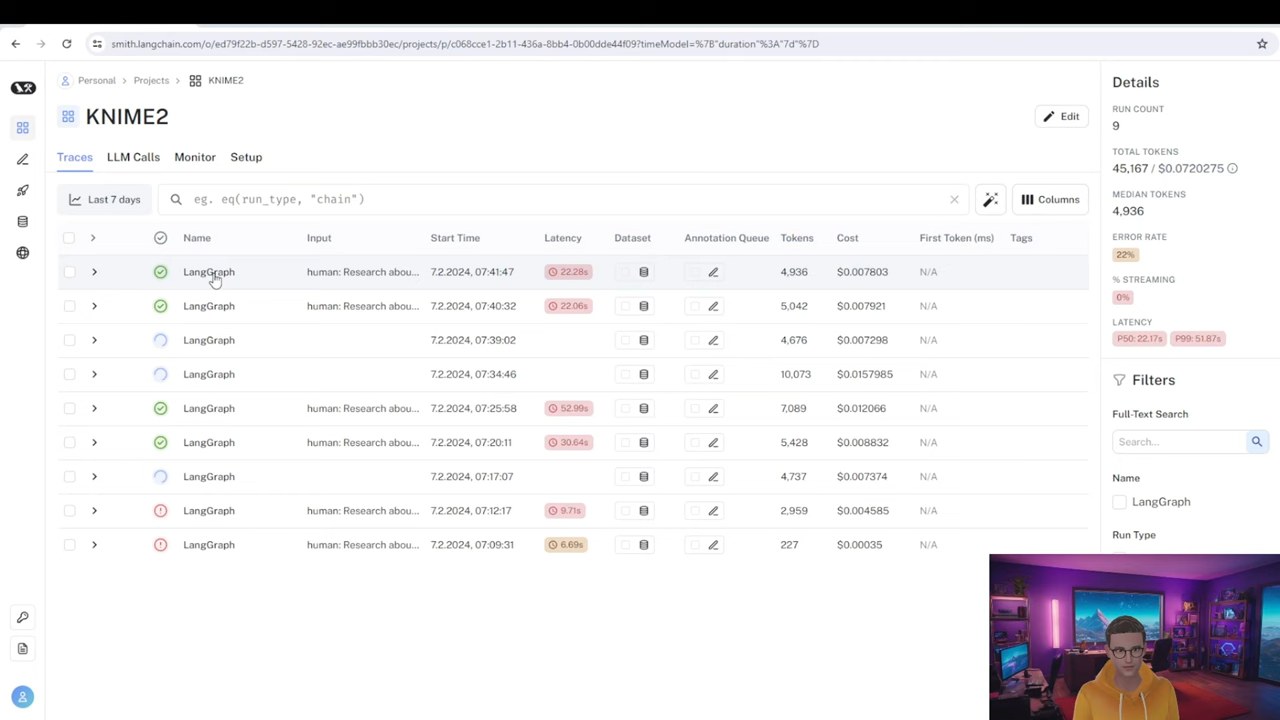 smith.langchain.com/o/ed79f22b-d597-5428-92ec-ae99fbbb30ec/projects/p/c068cce1-2b11-436a-8bb4-0b00dde44f09?timeModel=%7B"duration"%3A"7d"%7D
Personal > Projects > KNIME2
KNIME2
Edit
Traces LLM Calls Monitor Setup
Last 7 days
eg. eq(run_type, "chain")
Columns
Name Input Start Time Latency Dataset Annotation Queue Tokens Cost First Token (ms) Tags
LangGraph human: Research abou... 7.2.2024, 07:41:47 22.28s 4,936 $0.007803 N/A
LangGraph human: Research abou... 7.2.2024, 07:40:32 22.06s 5,042 $0.007921 N/A
LangGraph 7.2.2024, 07:39:02 4,676 $0.007298 N/A
LangGraph 7.2.2024, 07:34:46 10,073 $0.0157985 N/A
LangGraph human: Research abou... 7.2.2024, 07:25:58 52.99s 7,089 $0.012066 N/A
LangGraph human: Research abou... 7.2.2024, 07:20:11 30.64s 5,428 $0.008832 N/A
LangGraph 7.2.2024, 07:17:07 4,737 $0.007374 N/A
LangGraph human: Research abou... 7.2.2024, 07:12:17 9.71s 2,959 $0.004585 N/A
LangGraph human: Research abou... 7.2.2024, 07:09:31 6.69s 227 $0.00035 N/A
Details
RUN COUNT
9
TOTAL TOKENS
45,167 / $0.0720275
MEDIAN TOKENS
4,936
ERROR RATE
22%
% STREAMING
0%
LATENCY
P50: 22.17s P99: 51.87s
Filters
Full-Text Search
Search...
Name
LangGraph
Run Type